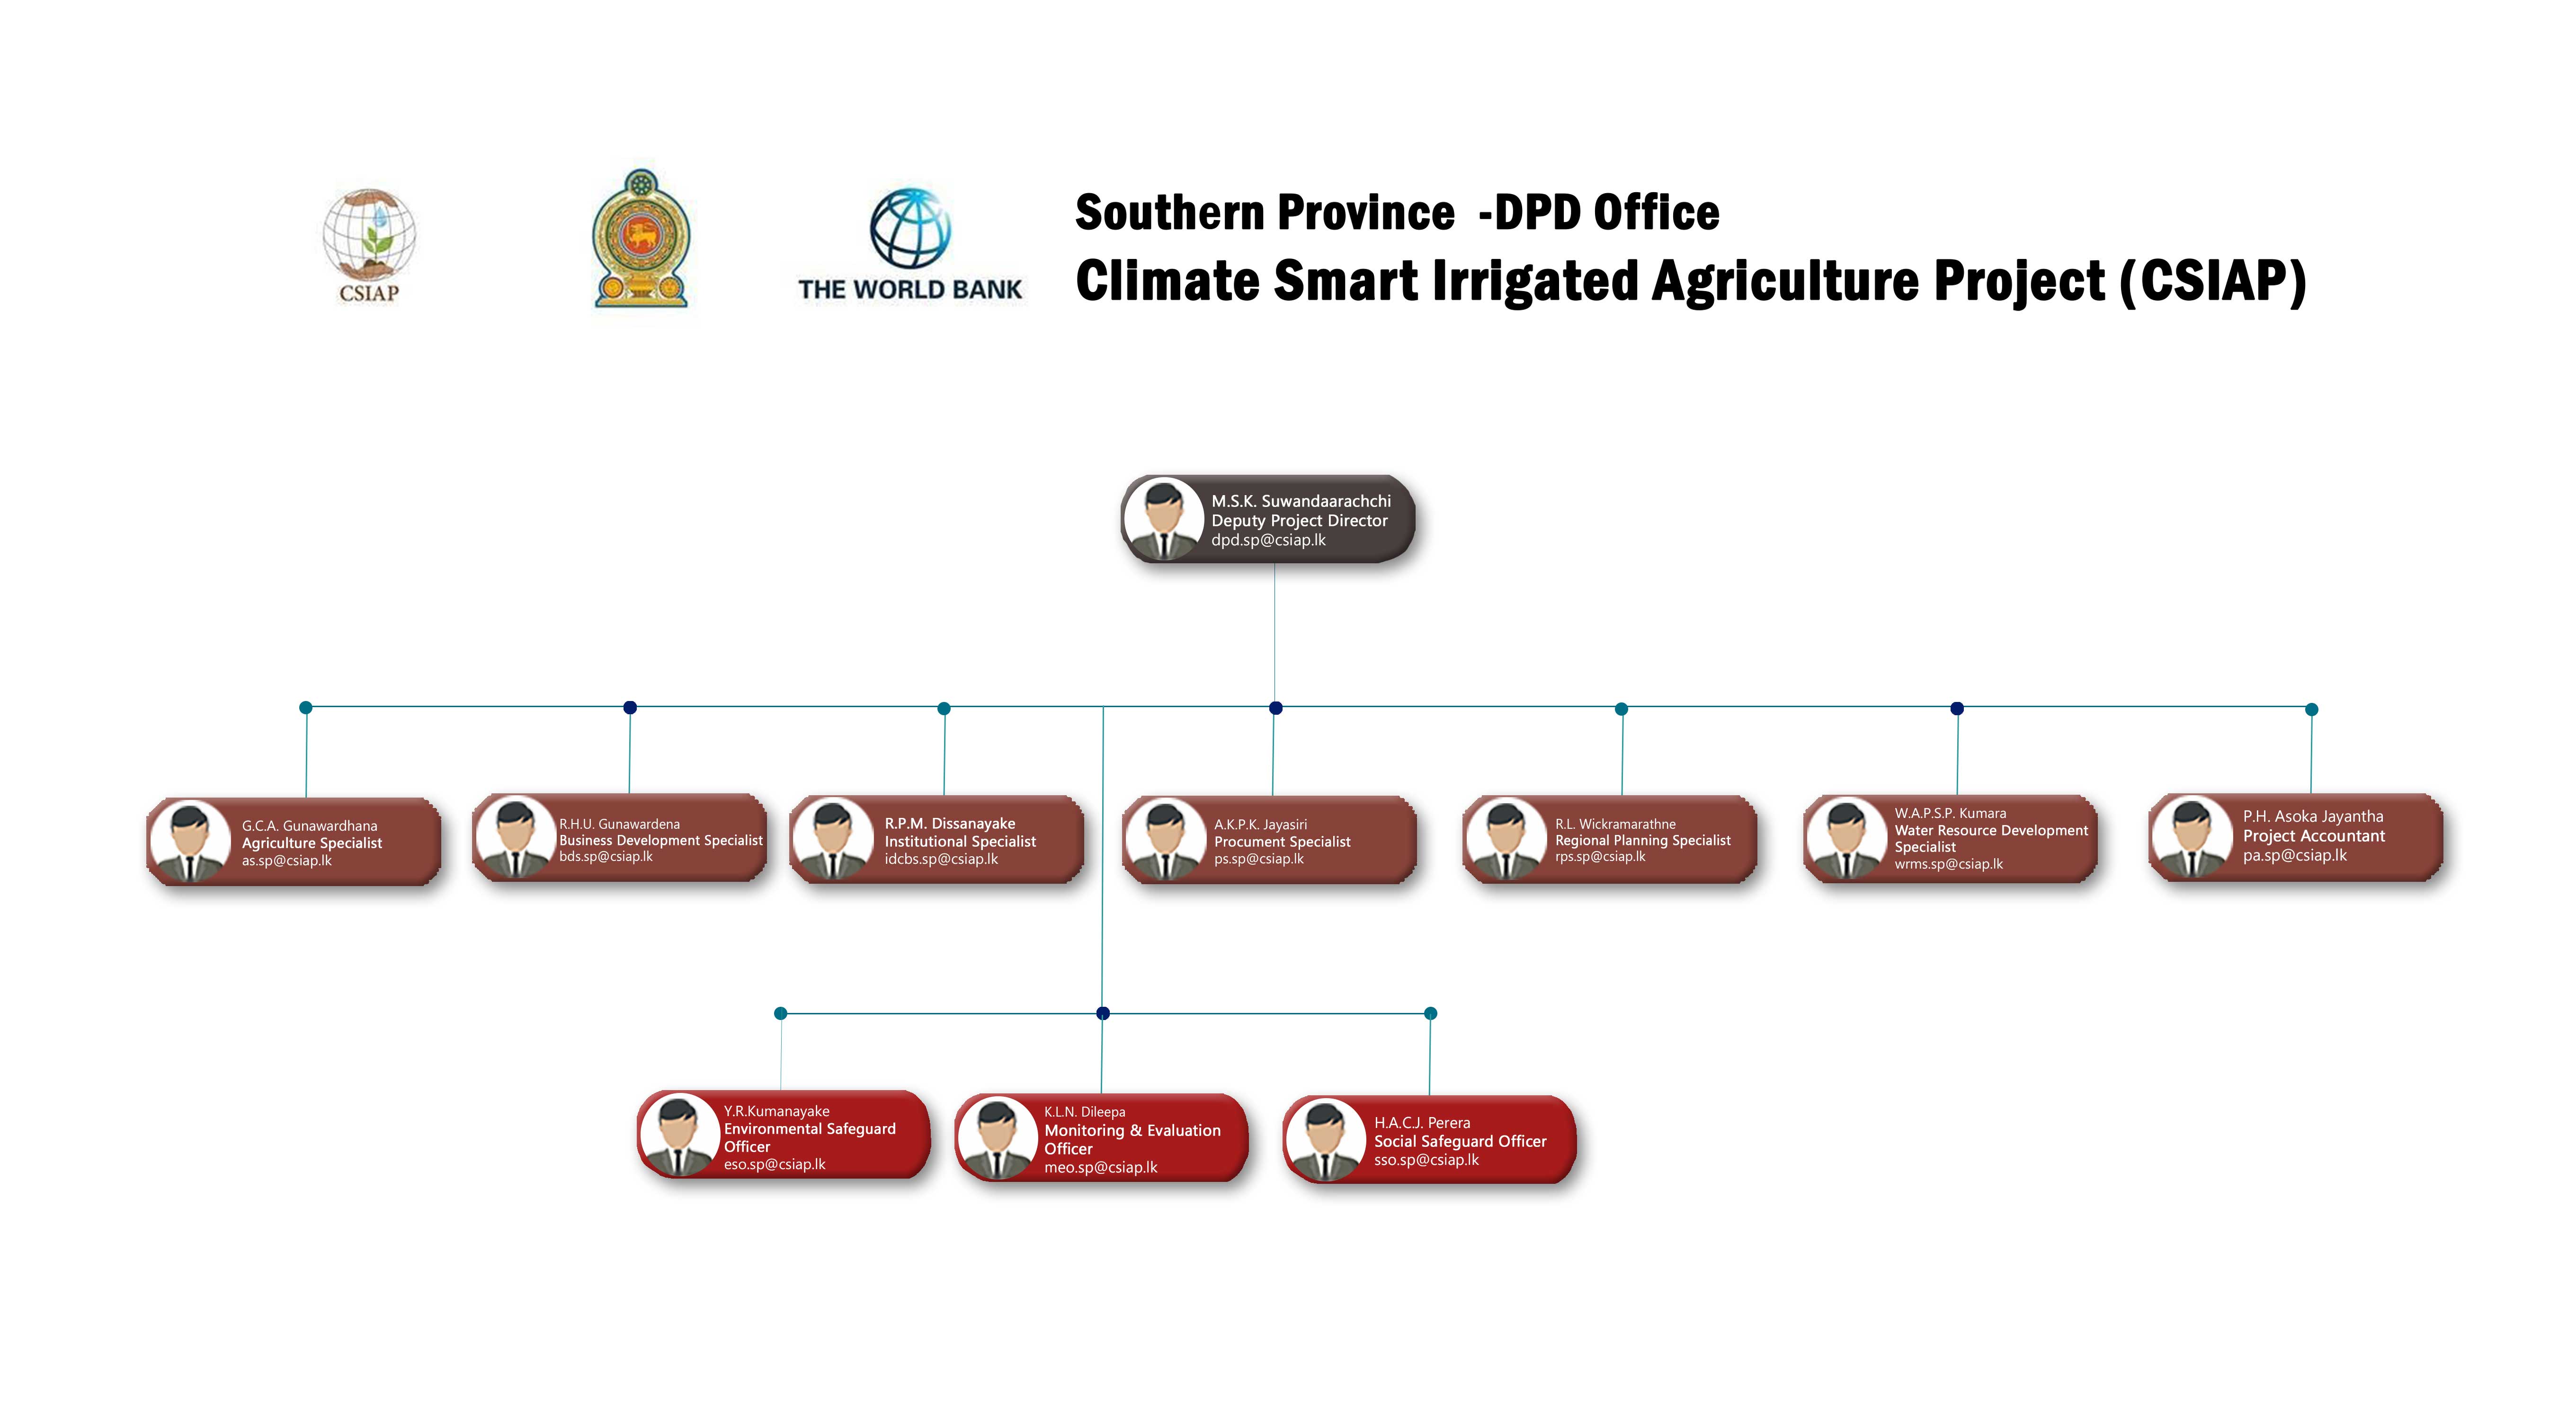 Southern Province -DPD Office
Climate Smart Irrigated Agriculture Project (CSIAP)
CSIAP
THE WORLD BANK
M.S.K. Suwandaarachchi
Deputy Project Director
dpd.sp@csiap.lk
G.C.A. Gunawardhana
Agriculture Specialist
as.sp@csiap.lk
R.H.U. Gunawardena
Business Development Specialist
bds.sp@csiap.lk
R.P.M. Dissanayake
Institutional Specialist
idcbs.sp@csiap.lk
A.K.P.K. Jayasiri
Procument Specialist
ps.sp@csiap.lk
R.L. Wickramarathne
Regional Planning Specialist
rps.sp@csiap.lk
W.A.P.S.P. Kumara
Water Resource Development
Specialist
wrms.sp@csiap.lk
P.H. Asoka Jayantha
Project Accountant
pa.sp@csiap.lk
Y.R.Kumanayake
Environmental Safeguard
Officer
eso.sp@csiap.lk
K.L.N. Dileepa
Monitoring & Evaluation
Officer
meo.sp@csiap.lk
H.A.C.J. Perera
Social Safeguard Officer
sso.sp@csiap.lk